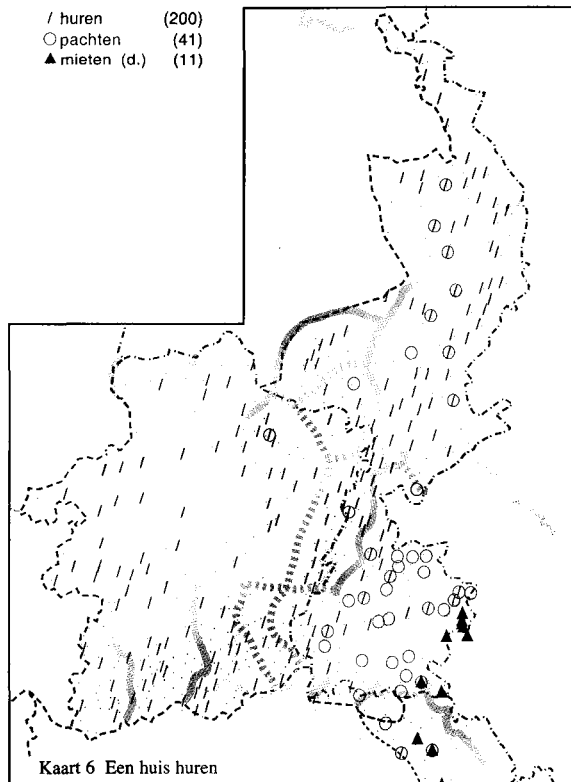 / huren (200)
○ pachten (41)
▲ mieten (d.) (11)
Kaart 6 Een huis huren